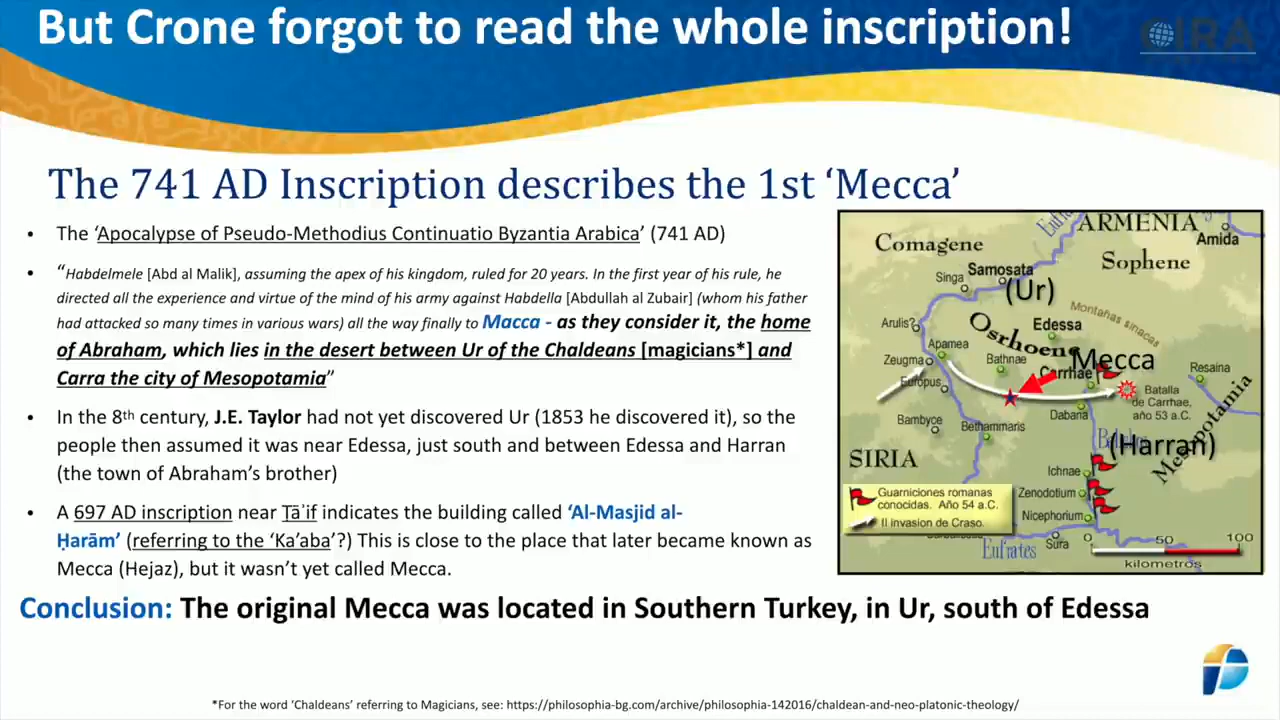 But Crone forgot to read the whole inscription!
CIRA
The 741 AD Inscription describes the 1st ‘Mecca’
• The ‘Apocalypse of Pseudo-Methodius Continuatio Byzantia Arabica’ (741 AD)
• “Habdelmele [Abd al Malik], assuming the apex of his kingdom, ruled for 20 years. In the first year of his rule, he
directed all the experience and virtue of the mind of his army against Habdella [Abdullah al Zubair] (whom his father
had attacked so many times in various wars) all the way finally to Macca - as they consider it, the home
of Abraham, which lies in the desert between Ur of the Chaldeans [magicians*] and
Carra the city of Mesopotamia”
• In the 8th century, J.E. Taylor had not yet discovered Ur (1853 he discovered it), so the
people then assumed it was near Edessa, just south and between Edessa and Harran
(the town of Abraham’s brother)
• A 697 AD inscription near Ṭāʾif indicates the building called ‘Al-Masjid al-
Ḥarām’ (referring to the ‘Ka’aba’?) This is close to the place that later became known as
Mecca (Hejaz), but it wasn’t yet called Mecca.
ARMENIA
Comagene
Amida
Sophene
Samosata
Singa
(Ur)
Montañas sinacas
Arulis?
Osrhoene
Edessa
Apamea
Zeugma
Bathnae
Mecca
Carrhae
Resaina
Europus
Batalla
de Carrhae,
año 53 a.C.
Dabana
Bambyce
Bethammaris
(Harran)
Mesopotamia
SIRIA
Ichnae
Guarniciones romanas
conocidas. Año 54 a.C.
Zenodotium
II invasion de Craso.
Nicephorium
Eufrates
Sura
0 50 100
kilometros
Conclusion: The original Mecca was located in Southern Turkey, in Ur, south of Edessa
*For the word ‘Chaldeans’ referring to Magicians, see: https://philosophia-bg.com/archive/philosophia-142016/chaldean-and-neo-platonic-theology/